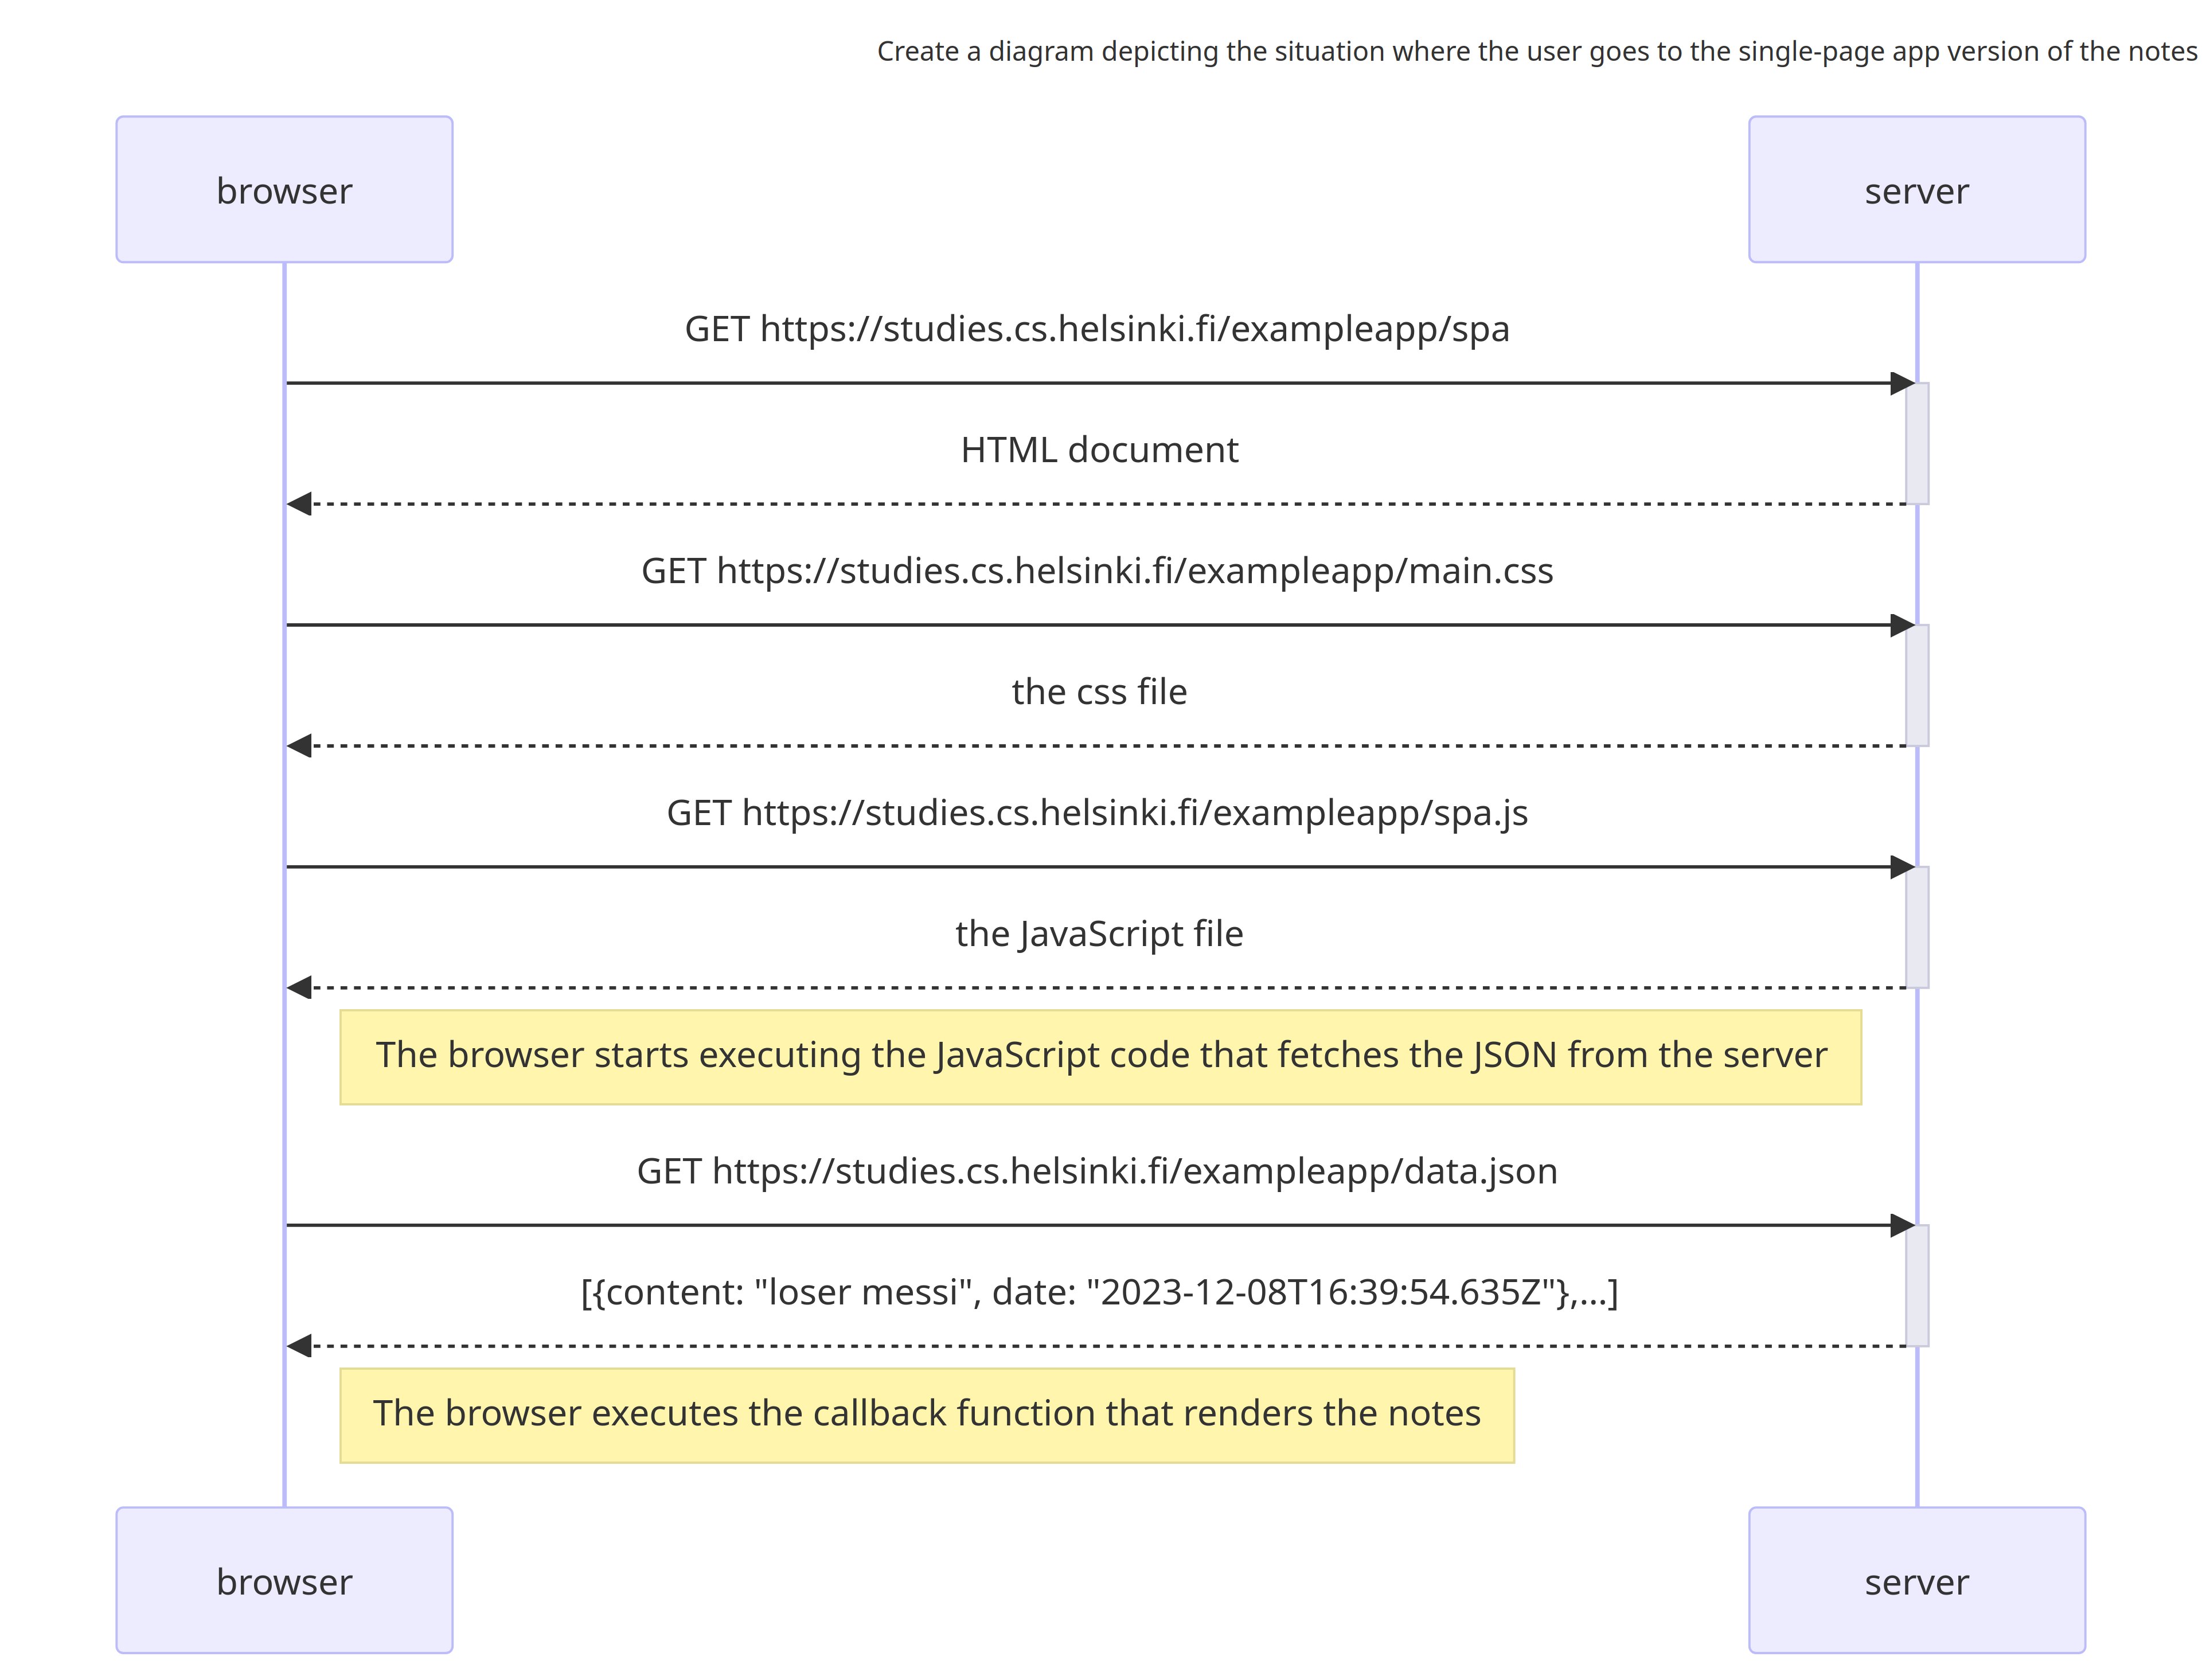 Create a diagram depicting the situation where the user goes to the single-page app version of the notes
browser
server
GET https://studies.cs.helsinki.fi/exampleapp/spa
HTML document
GET https://studies.cs.helsinki.fi/exampleapp/main.css
the css file
GET https://studies.cs.helsinki.fi/exampleapp/spa.js
the JavaScript file
The browser starts executing the JavaScript code that fetches the JSON from the server
GET https://studies.cs.helsinki.fi/exampleapp/data.json
[{content: "loser messi", date: "2023-12-08T16:39:54.635Z"},...]
The browser executes the callback function that renders the notes
browser
server